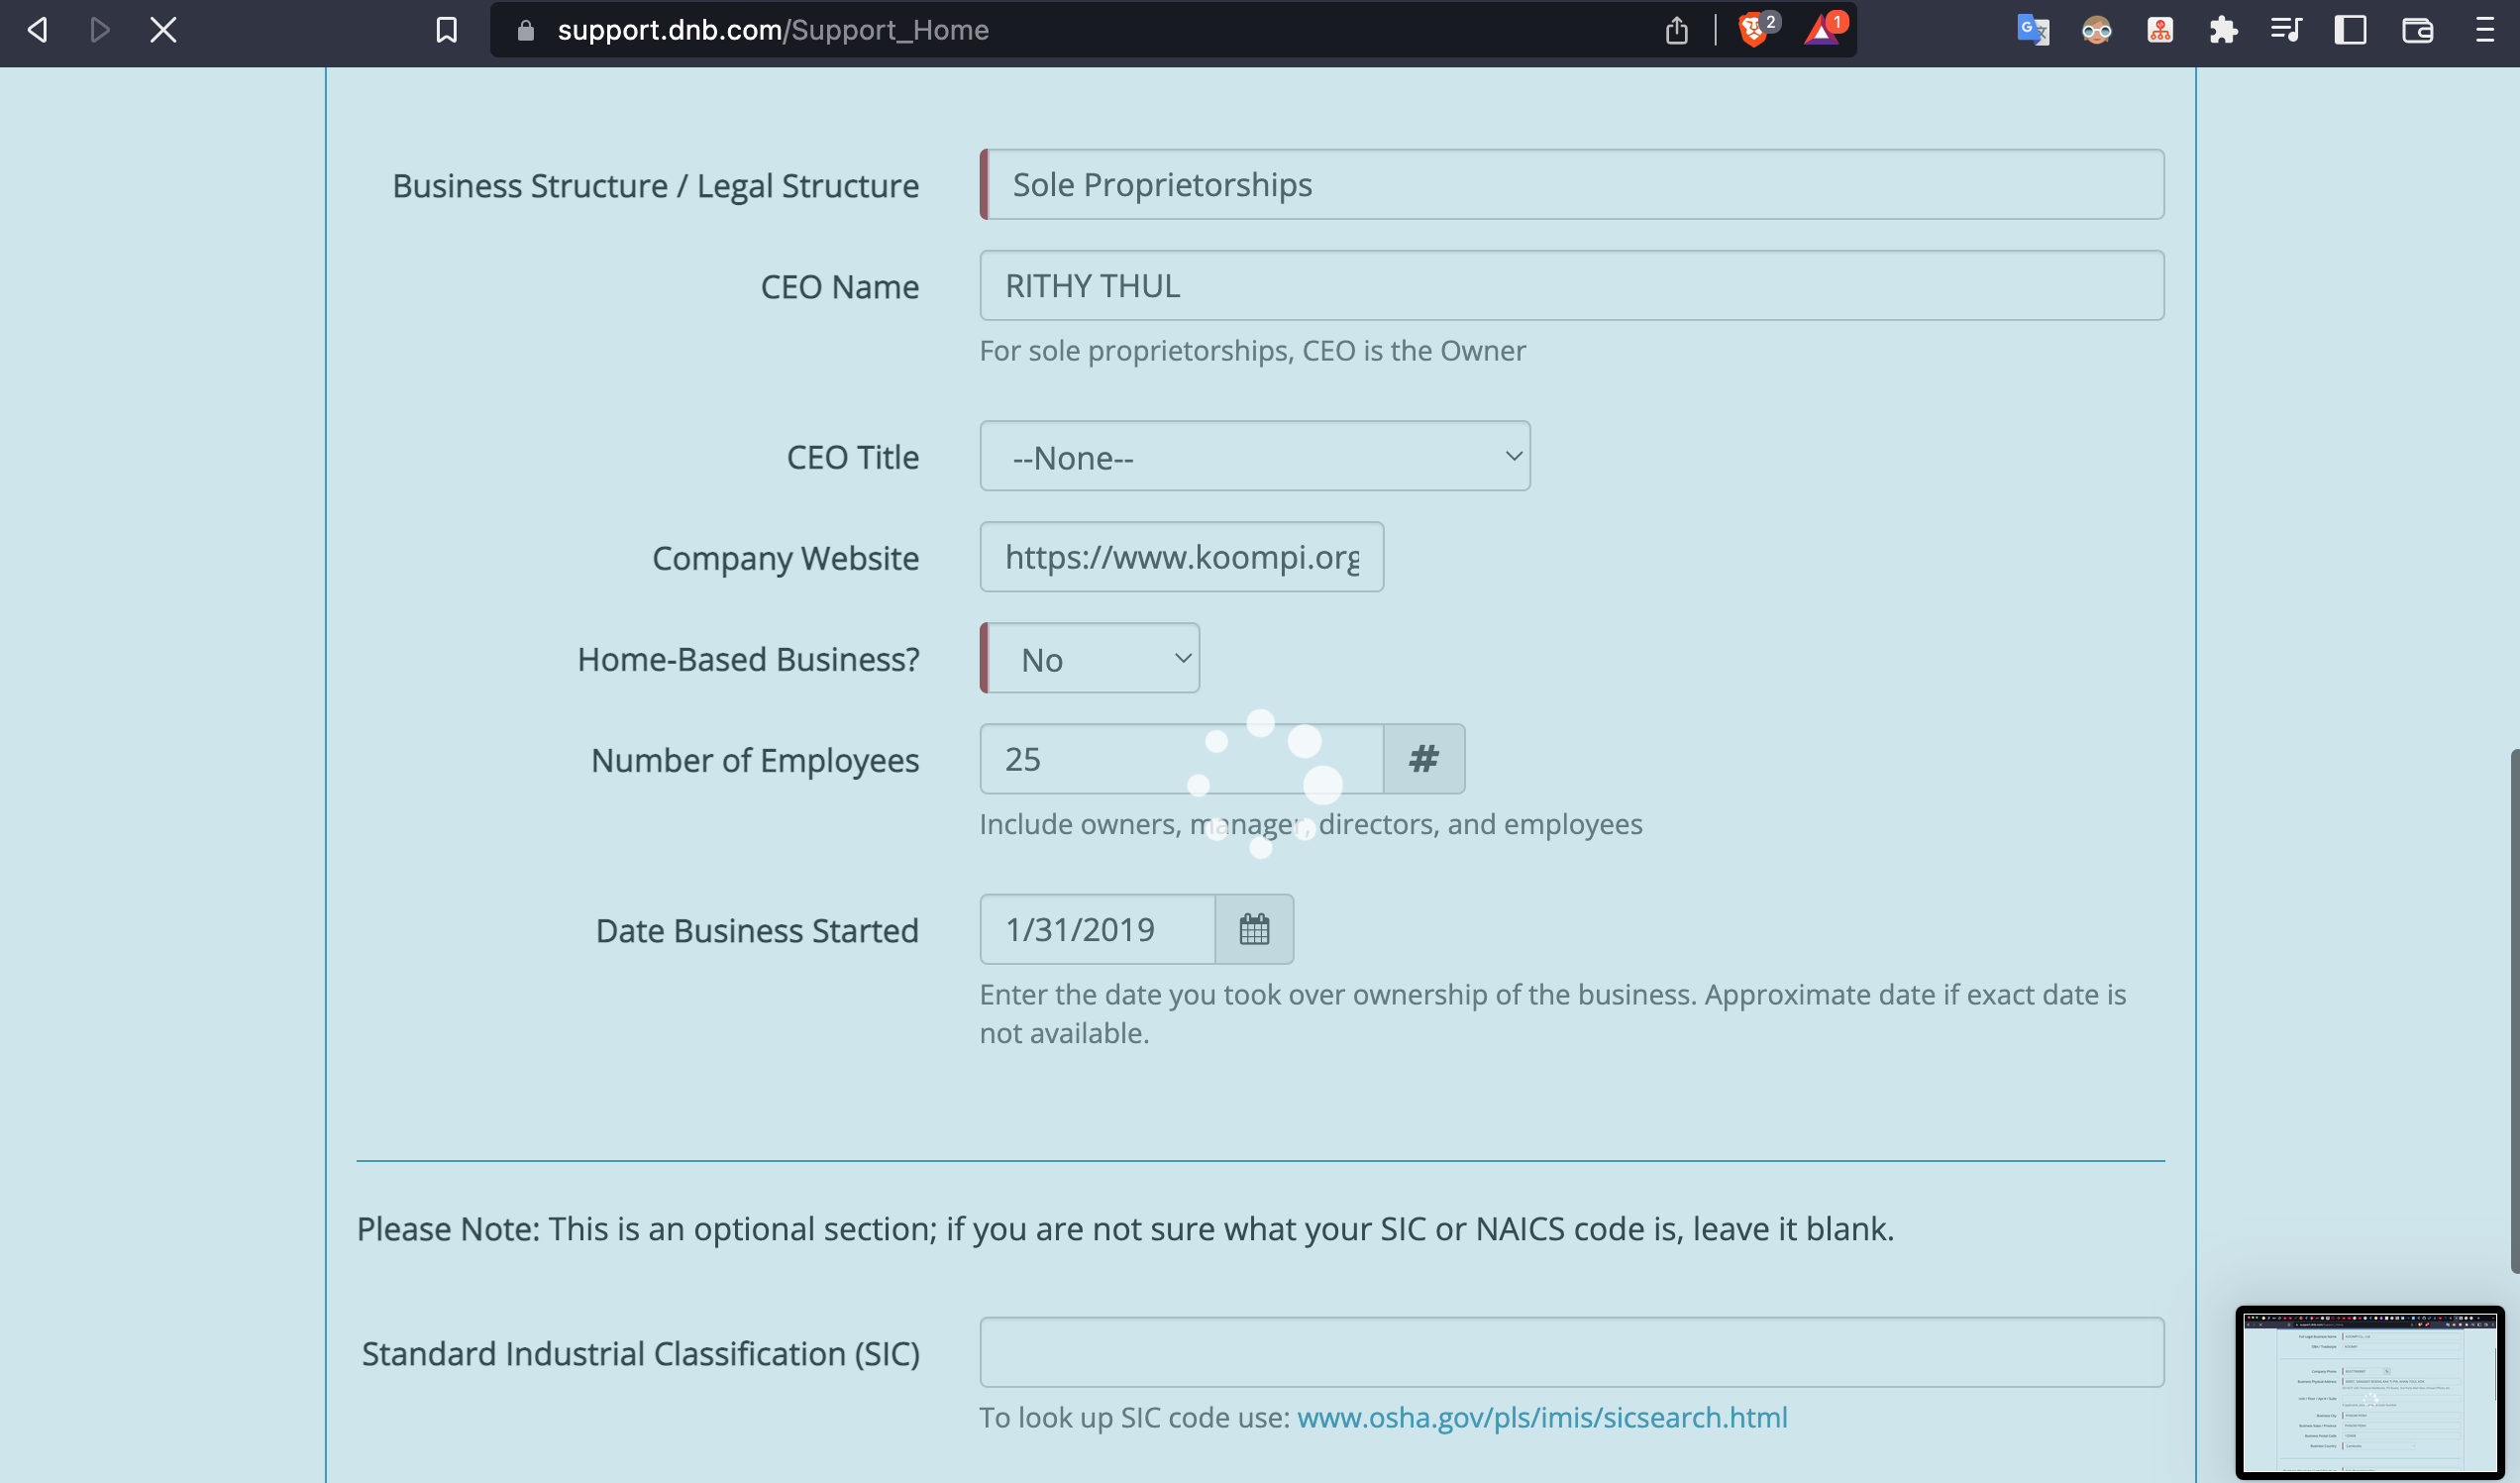 support.dnb.com/Support_Home
2
1
Business Structure / Legal Structure
Sole Proprietorships
CEO Name
RITHY THUL
For sole proprietorships, CEO is the Owner
CEO Title
--None--
Company Website
https://www.koompi.org
Home-Based Business?
No
Number of Employees
25
#
Include owners, manager, directors, and employees
Date Business Started
1/31/2019
Enter the date you took over ownership of the business. Approximate date if exact date is
not available.
Please Note: This is an optional section; if you are not sure what your SIC or NAICS code is, leave it blank.
Standard Industrial Classification (SIC)
To look up SIC code use: www.osha.gov/pls/imis/sicsearch.html